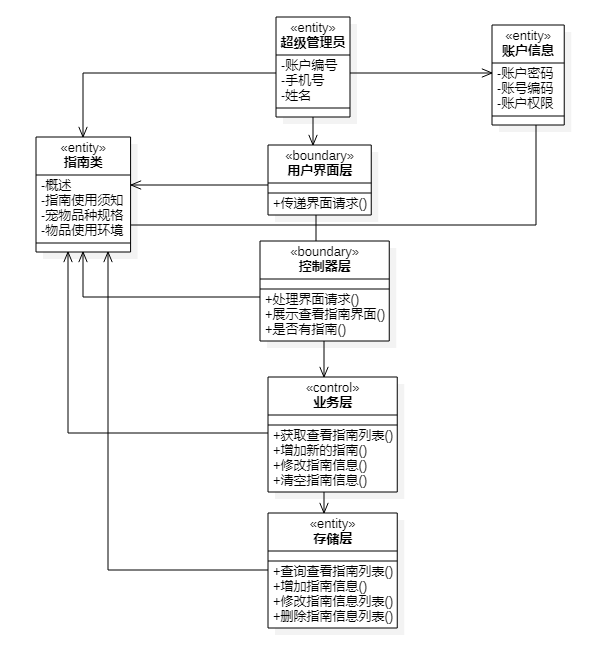 «entity»
超级管理员
-账户编号
-手机号
-姓名
«entity»
账户信息
-账户密码
-账号编码
-账户权限
«entity»
指南类
-概述
-指南使用须知
-宠物品种规格
-物品使用环境
«boundary»
用户界面层
+传递界面请求()
«boundary»
控制器层
+处理界面请求()
+展示查看指南界面()
+是否有指南()
«control»
业务层
+获取查看指南列表()
+增加新的指南()
+修改指南信息()
+清空指南信息()
«entity»
存储层
+查询查看指南列表()
+增加指南信息()
+修改指南信息列表()
+删除指南信息列表()